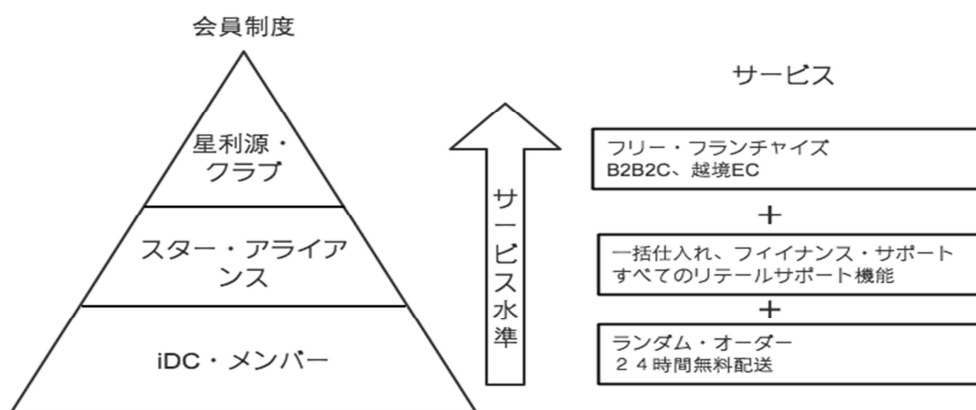 会員制度
星利源・
クラブ
スター・アライア
ンス
iDC・メンバー
サービス水準
サービス
フリー・フランチャイズ
B2B2C、越境EC
+
一括仕入れ、フィイナンス・サポート
すべてのリテールサポート機能
+
ランダム・オーダー
２４時間無料配送